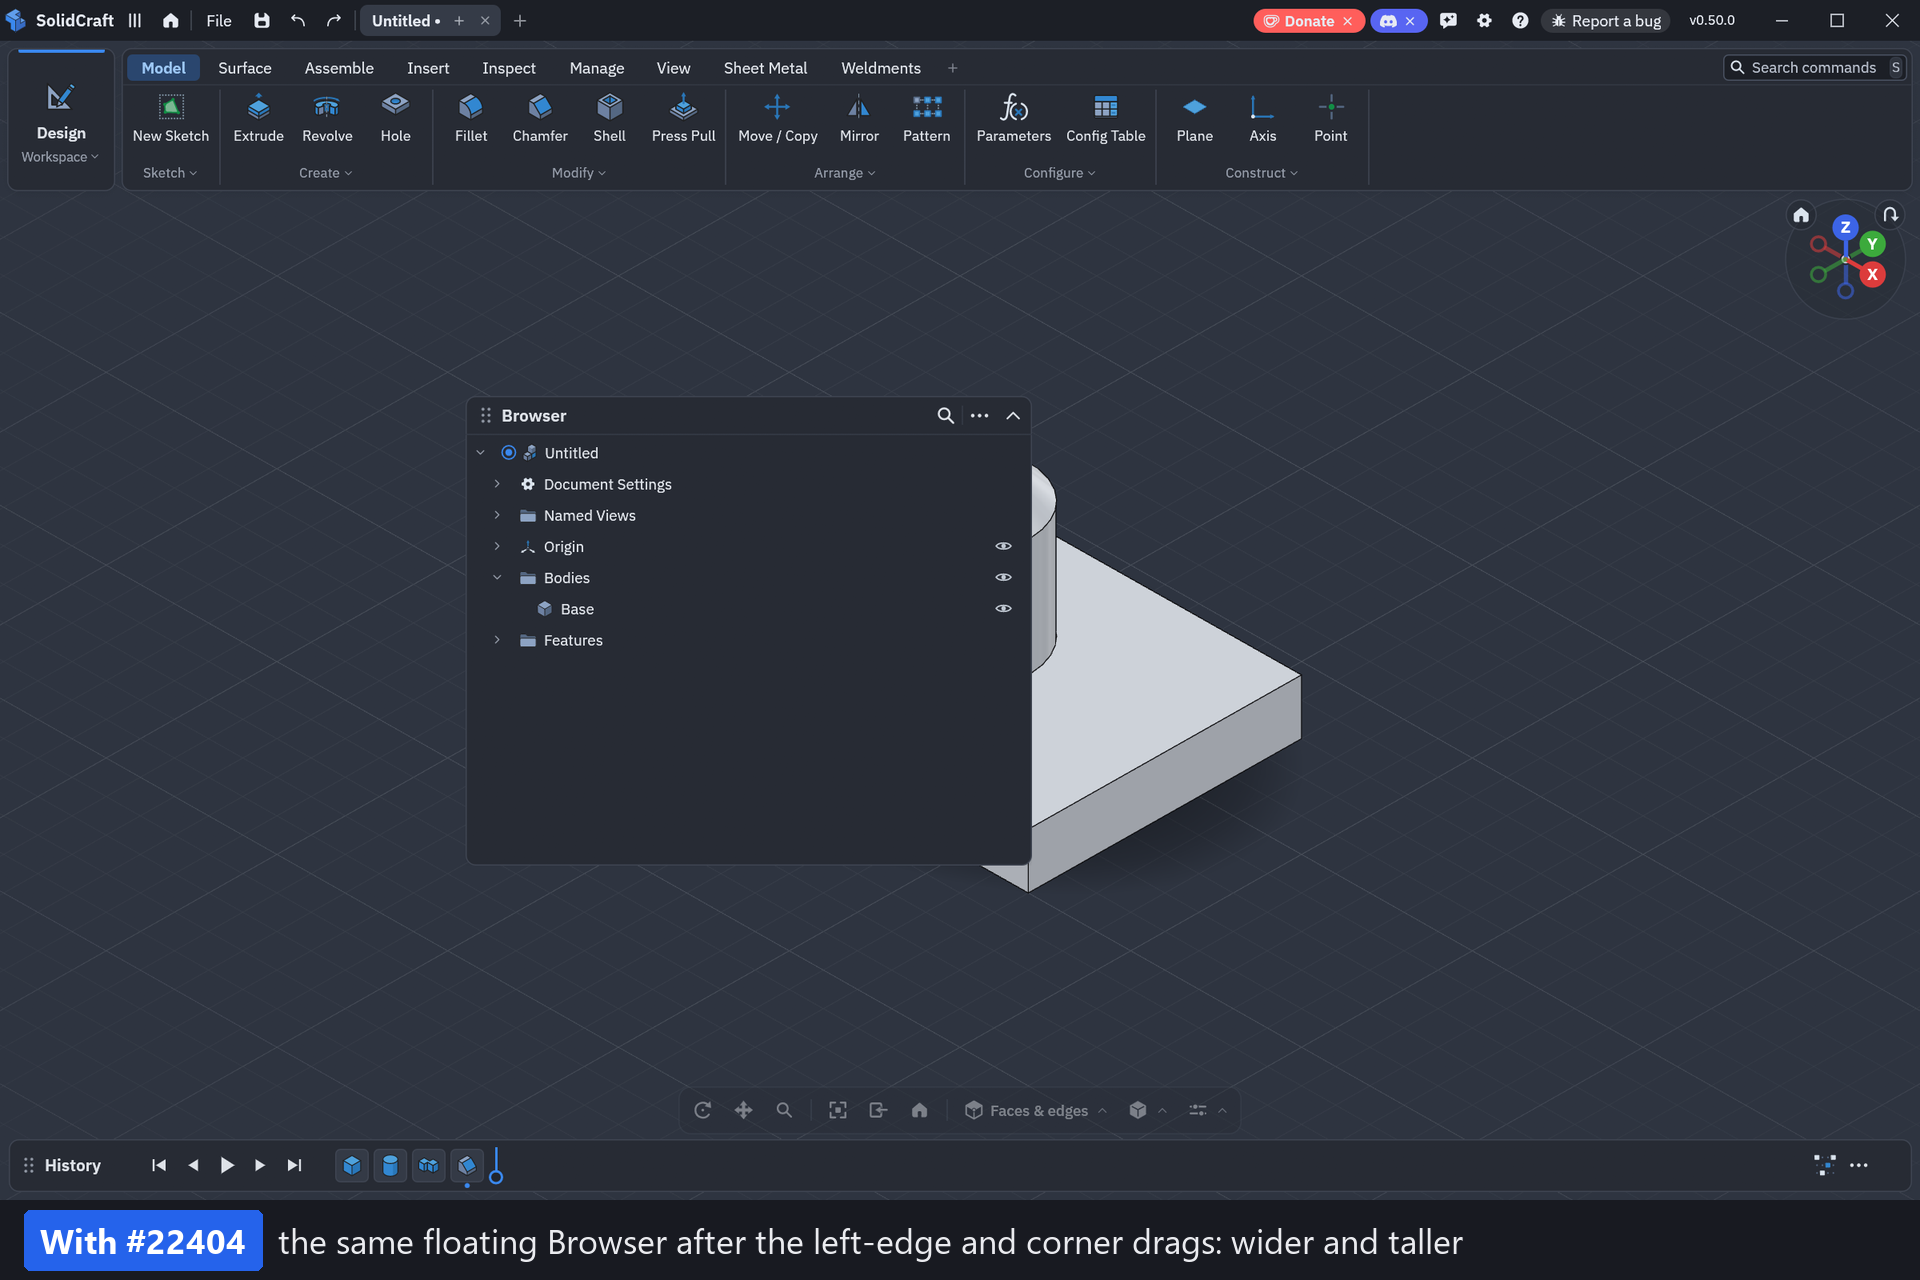 SolidCraft File Untitled • + × + Donate × × Report a bug v0.50.0
Model Surface Assemble Insert Inspect Manage View Sheet Metal Weldments + Search commands S
Design
Workspace
New Sketch Extrude Revolve Hole Fillet Chamfer Shell Press Pull Move / Copy Mirror Pattern Parameters Config Table Plane Axis Point
Sketch Create Modify Arrange Configure Construct
Z
Y
X
Browser
Untitled
Document Settings
Named Views
Origin
Bodies
Base
Features
Faces & edges
History
With #22404 the same floating Browser after the left-edge and corner drags: wider and taller